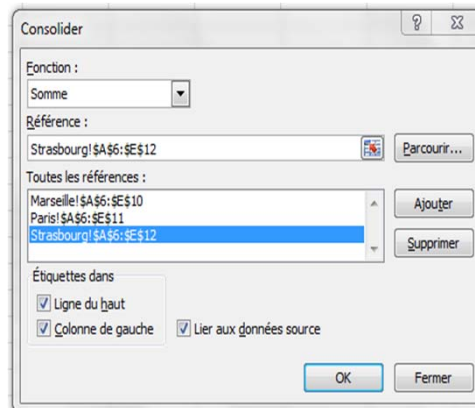 Consolider
Fonction :
Somme
Référence :
Strasbourg!$A$6:$E$12
Parcourir...
Toutes les références :
Marseille!$A$6:$E$10
Paris!$A$6:$E$11
Strasbourg!$A$6:$E$12
Ajouter
Supprimer
Étiquettes dans
Ligne du haut
Colonne de gauche
Lier aux données source
OK
Fermer